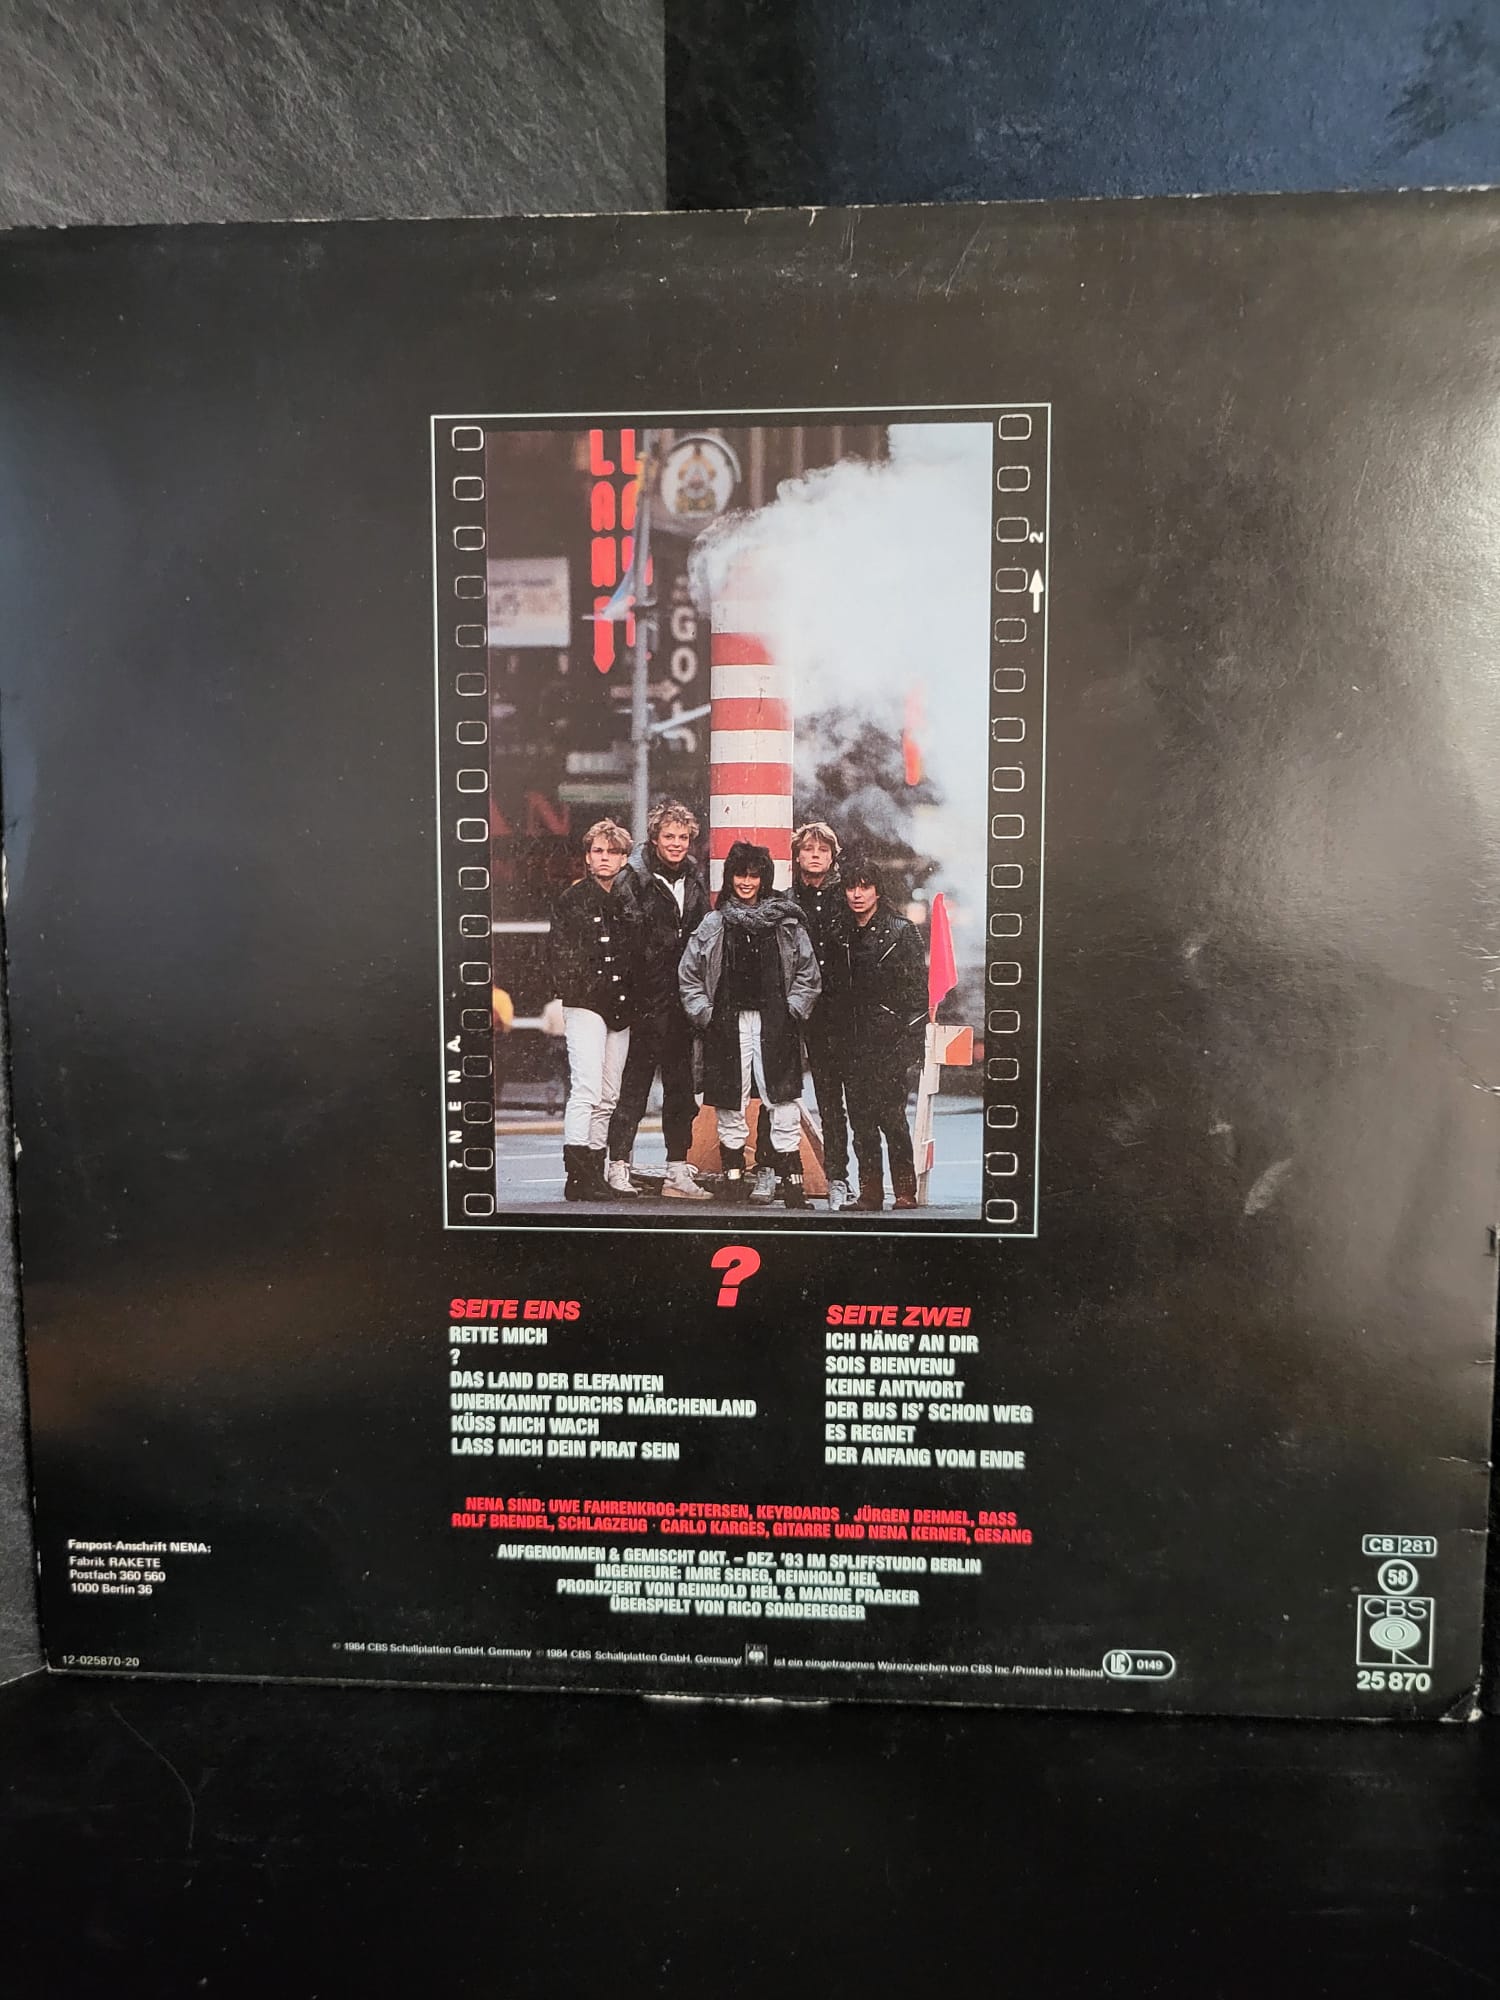 2
? NENA
?
SEITE EINS
RETTE MICH
?
DAS LAND DER ELEFANTEN
UNERKANNT DURCHS MÄRCHENLAND
KÜSS MICH WACH
LASS MICH DEIN PIRAT SEIN
SEITE ZWEI
ICH HÄNG' AN DIR
SOIS BIENVENU
KEINE ANTWORT
DER BUS IS' SCHON WEG
ES REGNET
DER ANFANG VOM ENDE
NENA SIND: UWE FAHRENKROG-PETERSEN, KEYBOARDS · JÜRGEN DEHMEL, BASS
ROLF BRENDEL, SCHLAGZEUG · CARLO KARGES, GITARRE UND NENA KERNER, GESANG
AUFGENOMMEN & GEMISCHT OKT. – DEZ. '83 IM SPLIFFSTUDIO BERLIN
INGENIEURE: IMRE SEREG, REINHOLD HEIL
PRODUZIERT VON REINHOLD HEIL & MANNE PRAEKER
ÜBERSPIELT VON RICO SONDEREGGER
Fanpost-Anschrift NENA:
Fabrik RAKETE
Postfach 360 560
1000 Berlin 36
12-025870-20
© 1984 CBS Schallplatten GmbH, Germany ℗ 1984 CBS Schallplatten GmbH, Germany/ ist ein eingetragenes Warenzeichen von CBS Inc./Printed in Holland LC 0149
CB 281
58
CBS
25 870